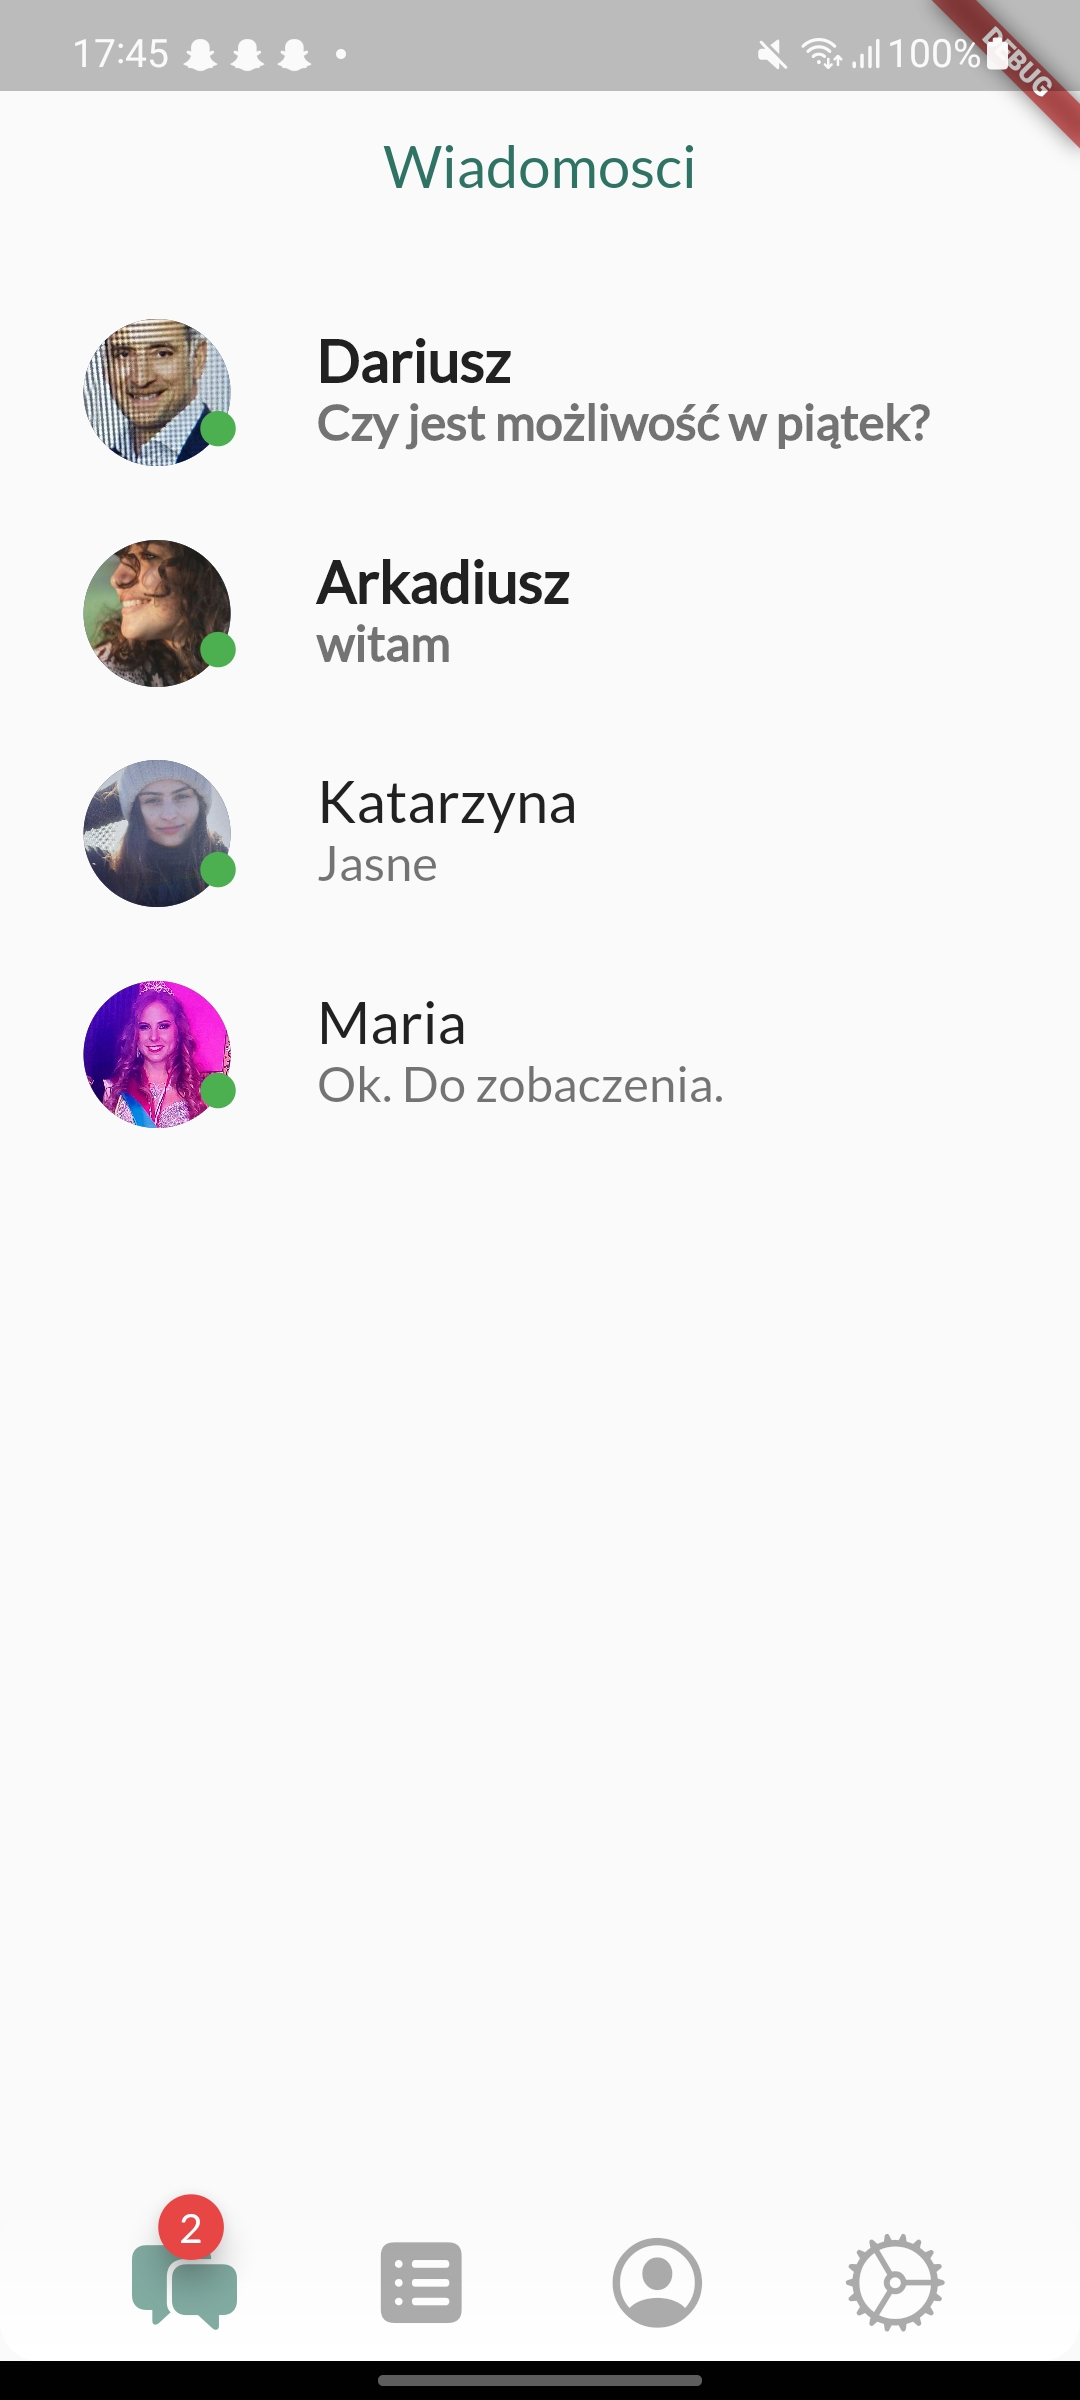 17:45
100%
DEBUG
Wiadomosci
Dariusz
Czy jest możliwość w piątek?
Arkadiusz
witam
Katarzyna
Jasne
Maria
Ok. Do zobaczenia.
2